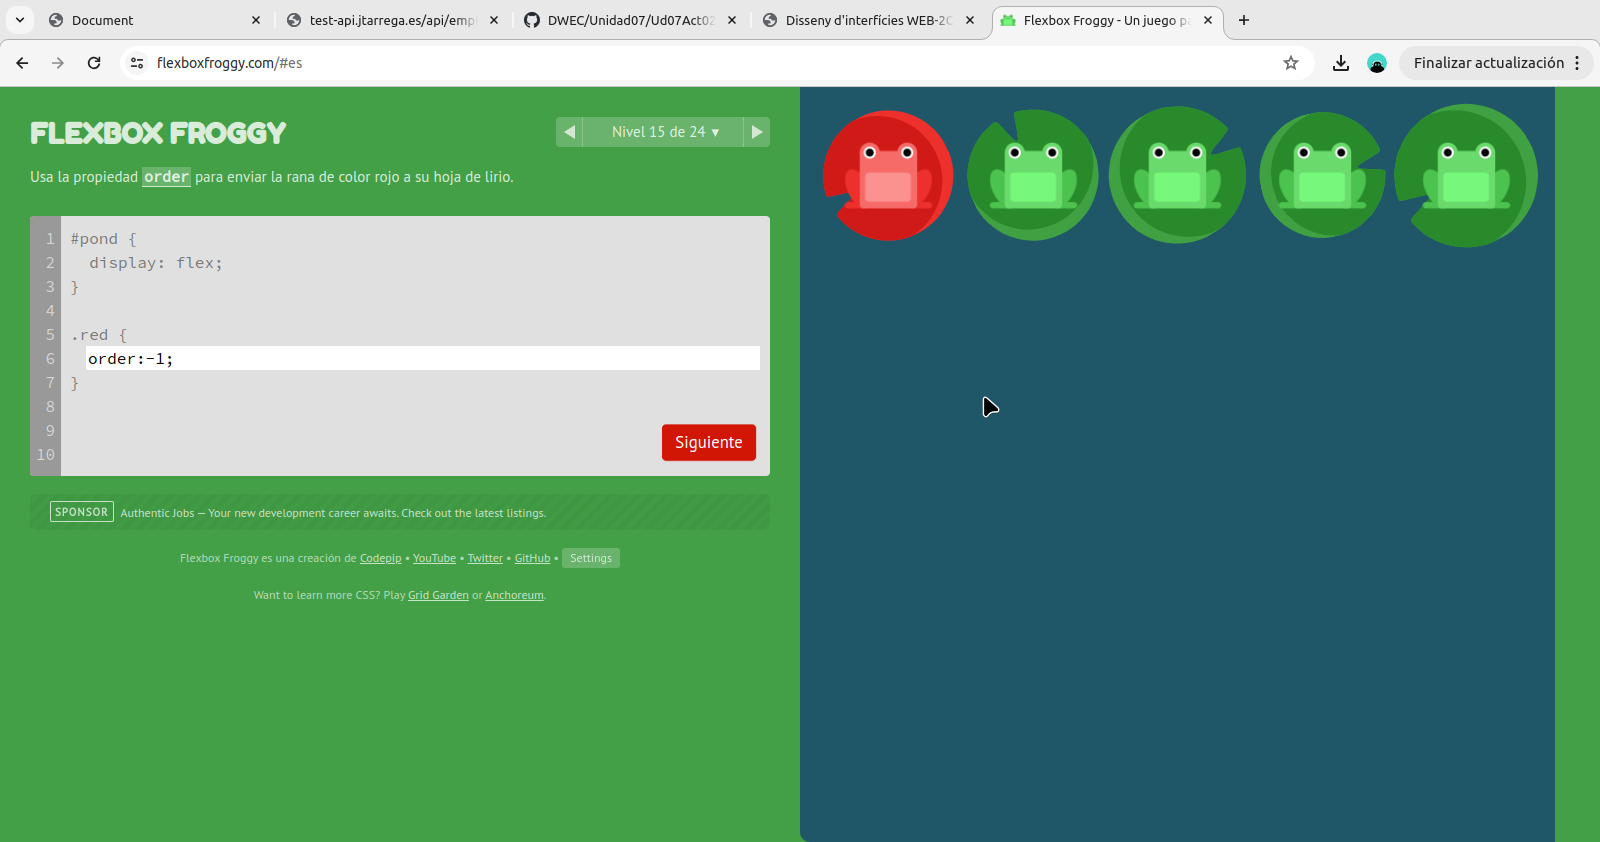 Document
test-api.jtarrega.es/api/emp
DWEC/Unidad07/Ud07Act02
Disseny d'interfícies WEB-2C
Flexbox Froggy - Un juego pa
flexboxfroggy.com/#es
Finalizar actualización
FLEXBOX FROGGY
Nivel 15 de 24 ▾
Usa la propiedad order para enviar la rana de color rojo a su hoja de lirio.
1 #pond {
2 display: flex;
3 }
4
5 .red {
6 order:-1;
7 }
8
9
10
Siguiente
SPONSOR Authentic Jobs — Your new development career awaits. Check out the latest listings.
Flexbox Froggy es una creación de Codepip • YouTube • Twitter • GitHub • Settings
Want to learn more CSS? Play Grid Garden or Anchoreum.